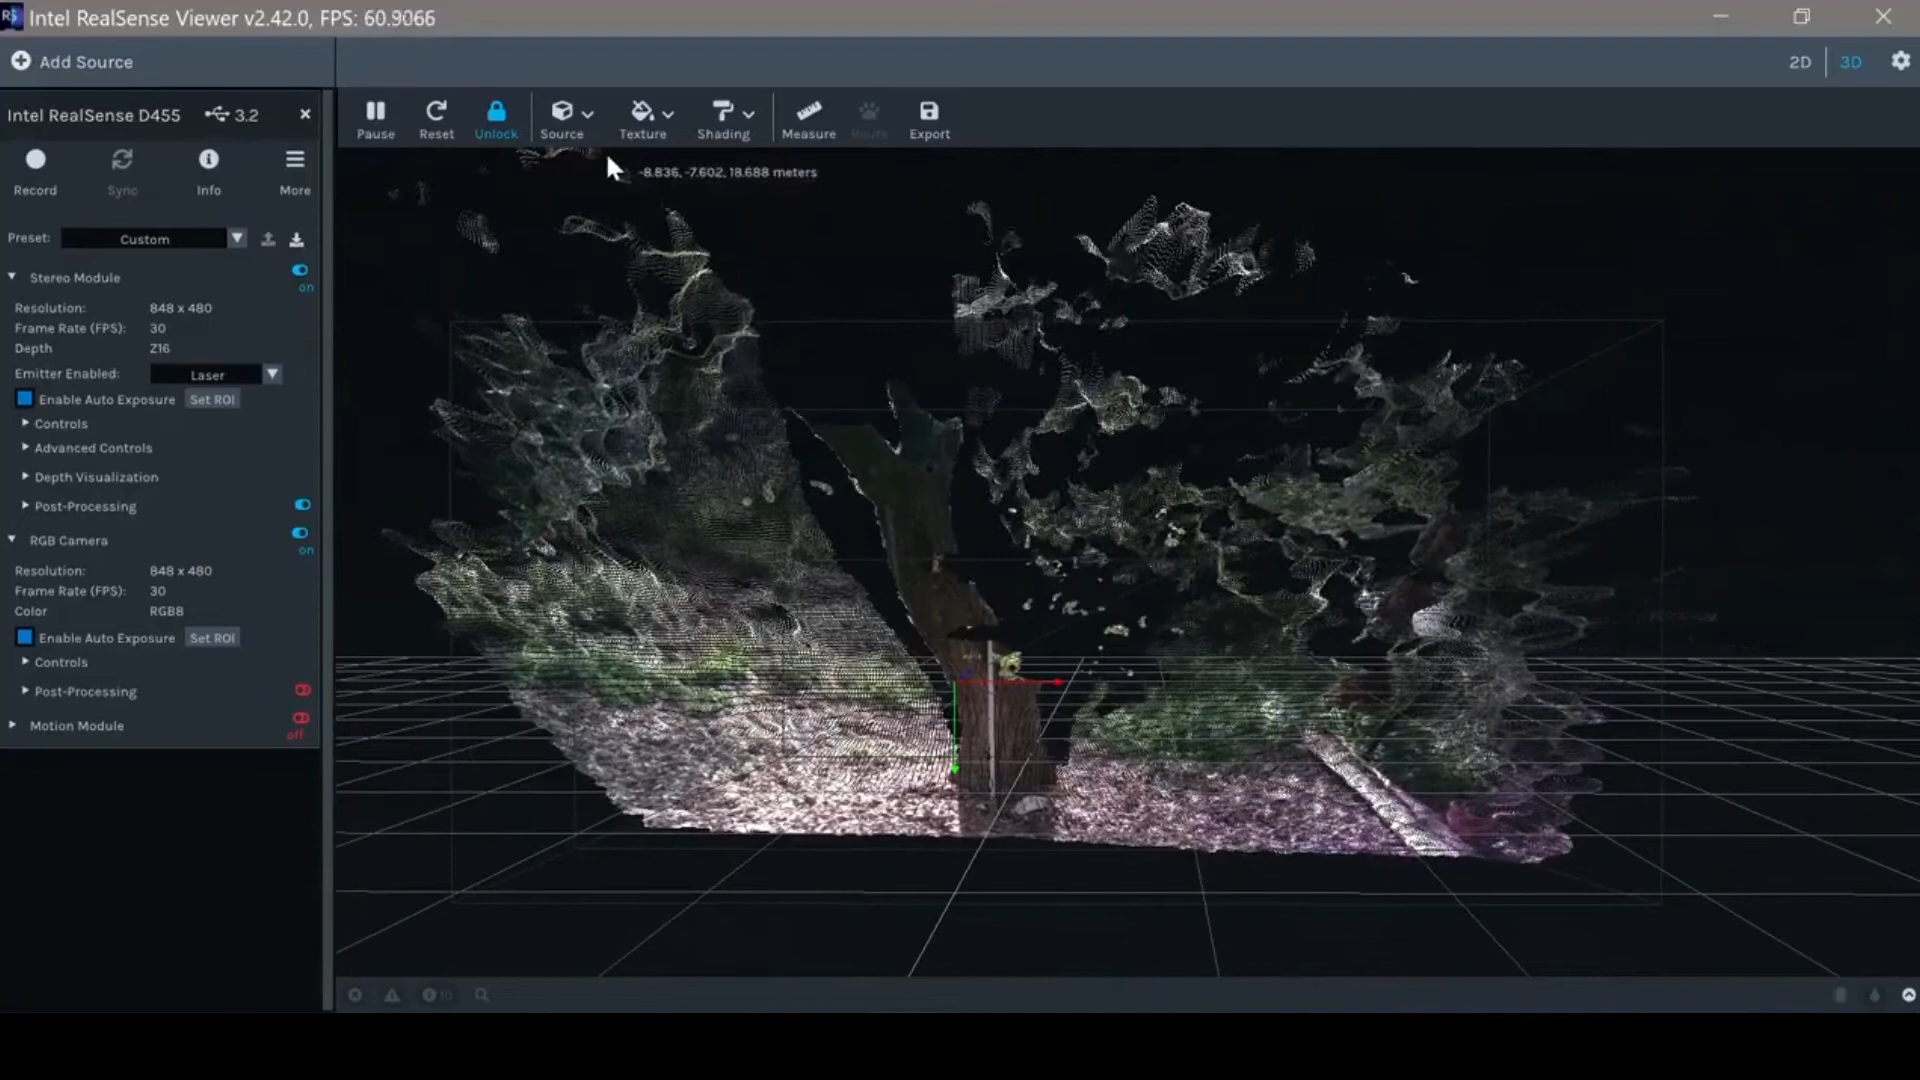 RS Intel RealSense Viewer v2.42.0, FPS: 60.9066
Add Source
2D 3D
Intel RealSense D455 3.2
Pause Reset Unlock Source Texture Shading Measure Route Export
-8.836, -7.602, 18.688 meters
Record Sync Info More
Preset: Custom
Stereo Module
on
Resolution: 848 x 480
Frame Rate (FPS): 30
Depth Z16
Emitter Enabled: Laser
Enable Auto Exposure Set ROI
Controls
Advanced Controls
Depth Visualization
Post-Processing
RGB Camera
on
Resolution: 848 x 480
Frame Rate (FPS): 30
Color RGB8
Enable Auto Exposure Set ROI
Controls
Post-Processing
Motion Module
off
10